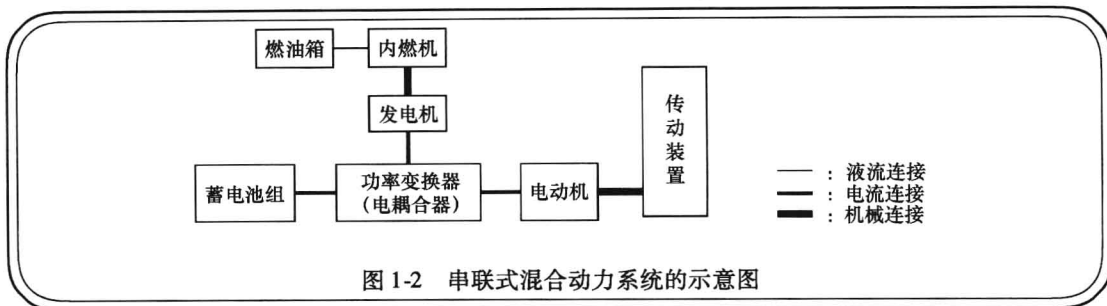 燃油箱
内燃机
发电机
蓄电池组
功率变换器
（电耦合器）
电动机
传动装置
：液流连接
：电流连接
：机械连接
图 1-2 串联式混合动力系统的示意图